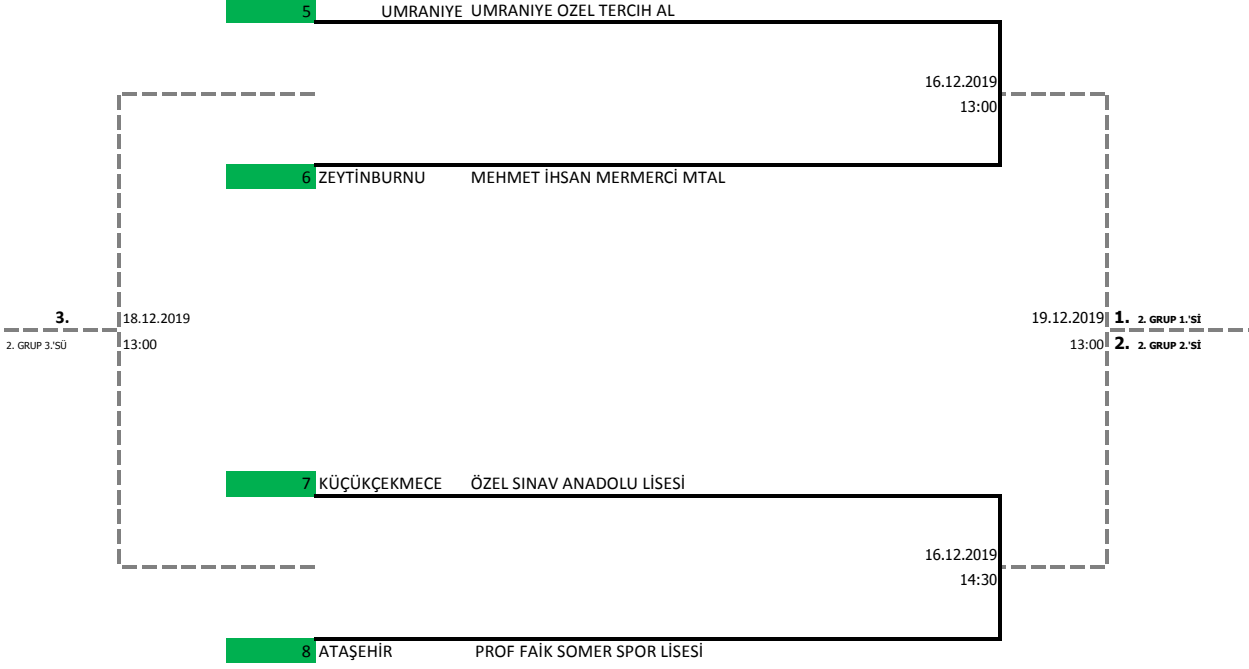 5 UMRANIYE UMRANIYE OZEL TERCIH AL
16.12.2019
13:00
6 ZEYTİNBURNU MEHMET İHSAN MERMERCİ MTAL
3. 18.12.2019 19.12.2019 1. 2. GRUP 1.'Sİ
2. GRUP 3.'SÜ 13:00 13:00 2. 2. GRUP 2.'Sİ
7 KÜÇÜKÇEKMECE ÖZEL SINAV ANADOLU LİSESİ
16.12.2019
14:30
8 ATAŞEHİR PROF FAİK SOMER SPOR LİSESİ